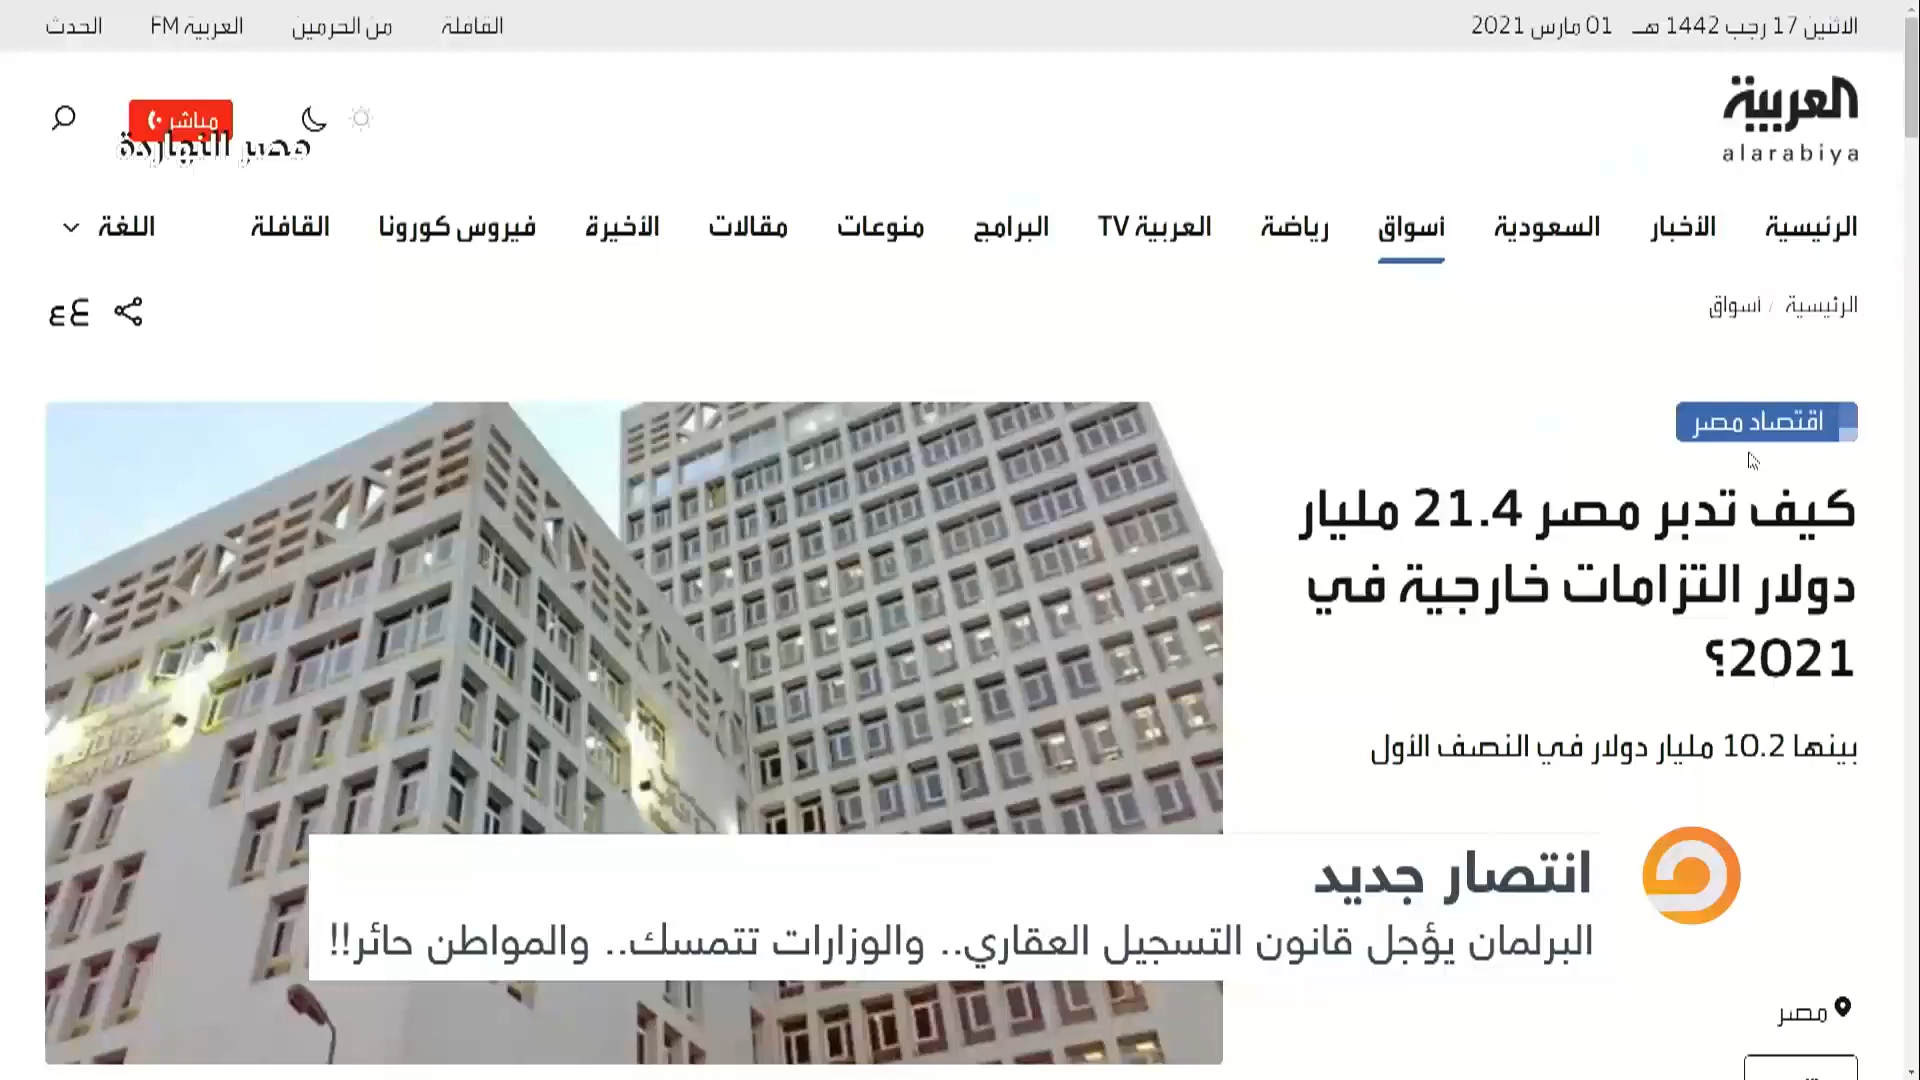 الاثنين 17 رجب 1442 هـ 01 مارس 2021
القافلة من الحرمين العربية FM الحدث
العربية
alarabiya
مباشر
مصر النهاردة
الرئيسية الأخبار السعودية أسواق رياضة العربية TV البرامج منوعات مقالات الأخيرة فيروس كورونا القافلة اللغة
الرئيسية / أسواق
عع
اقتصاد مصر
كيف تدبر مصر 21.4 مليار
دولار التزامات خارجية في
2021؟
بينها 10.2 مليار دولار في النصف الأول
انتصار جديد
البرلمان يؤجل قانون التسجيل العقاري.. والوزارات تتمسك.. والمواطن حائر!!
مصر